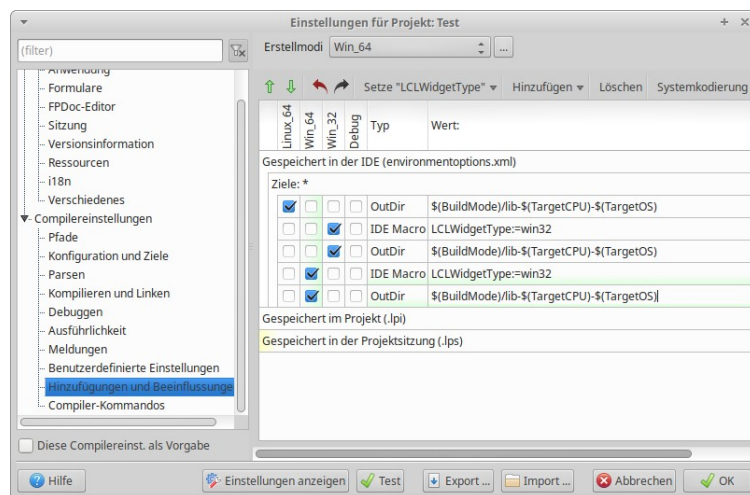 Einstellungen für Projekt: Test
(filter)
Erstellmodi Win_64 ...
Anwendung
Formulare
FPDoc-Editor
Sitzung
Versionsinformation
Ressourcen
i18n
Verschiedenes
Compilereinstellungen
Pfade
Konfiguration und Ziele
Parsen
Kompilieren und Linken
Debuggen
Ausführlichkeit
Meldungen
Benutzerdefinierte Einstellungen
Hinzufügungen und Beeinflussunge
Compiler-Kommandos
Diese Compilereinst. als Vorgabe
Setze "LCLWidgetType" Hinzufügen Löschen Systemkodierung
Linux_64 Win_64 Win_32 Debug Typ Wert:
Gespeichert in der IDE (environmentoptions.xml)
Ziele: *
OutDir $(BuildMode)/lib-$(TargetCPU)-$(TargetOS)
IDE Macro LCLWidgetType:=win32
OutDir $(BuildMode)/lib-$(TargetCPU)-$(TargetOS)
IDE Macro LCLWidgetType:=win32
OutDir $(BuildMode)/lib-$(TargetCPU)-$(TargetOS)
Gespeichert im Projekt (.lpi)
Gespeichert in der Projektsitzung (.lps)
Hilfe Einstellungen anzeigen Test Export ... Import ... Abbrechen OK